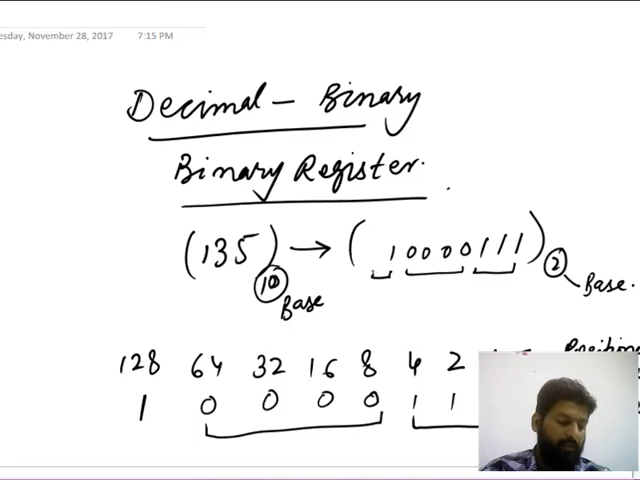 esday, November 28, 2017 7:15 PM
Decimal - Binary
Binary Register.
(135)10 → (10000111)2
Base Base.
128 64 32 16 8 4 2
1 0 0 0 0 1 1